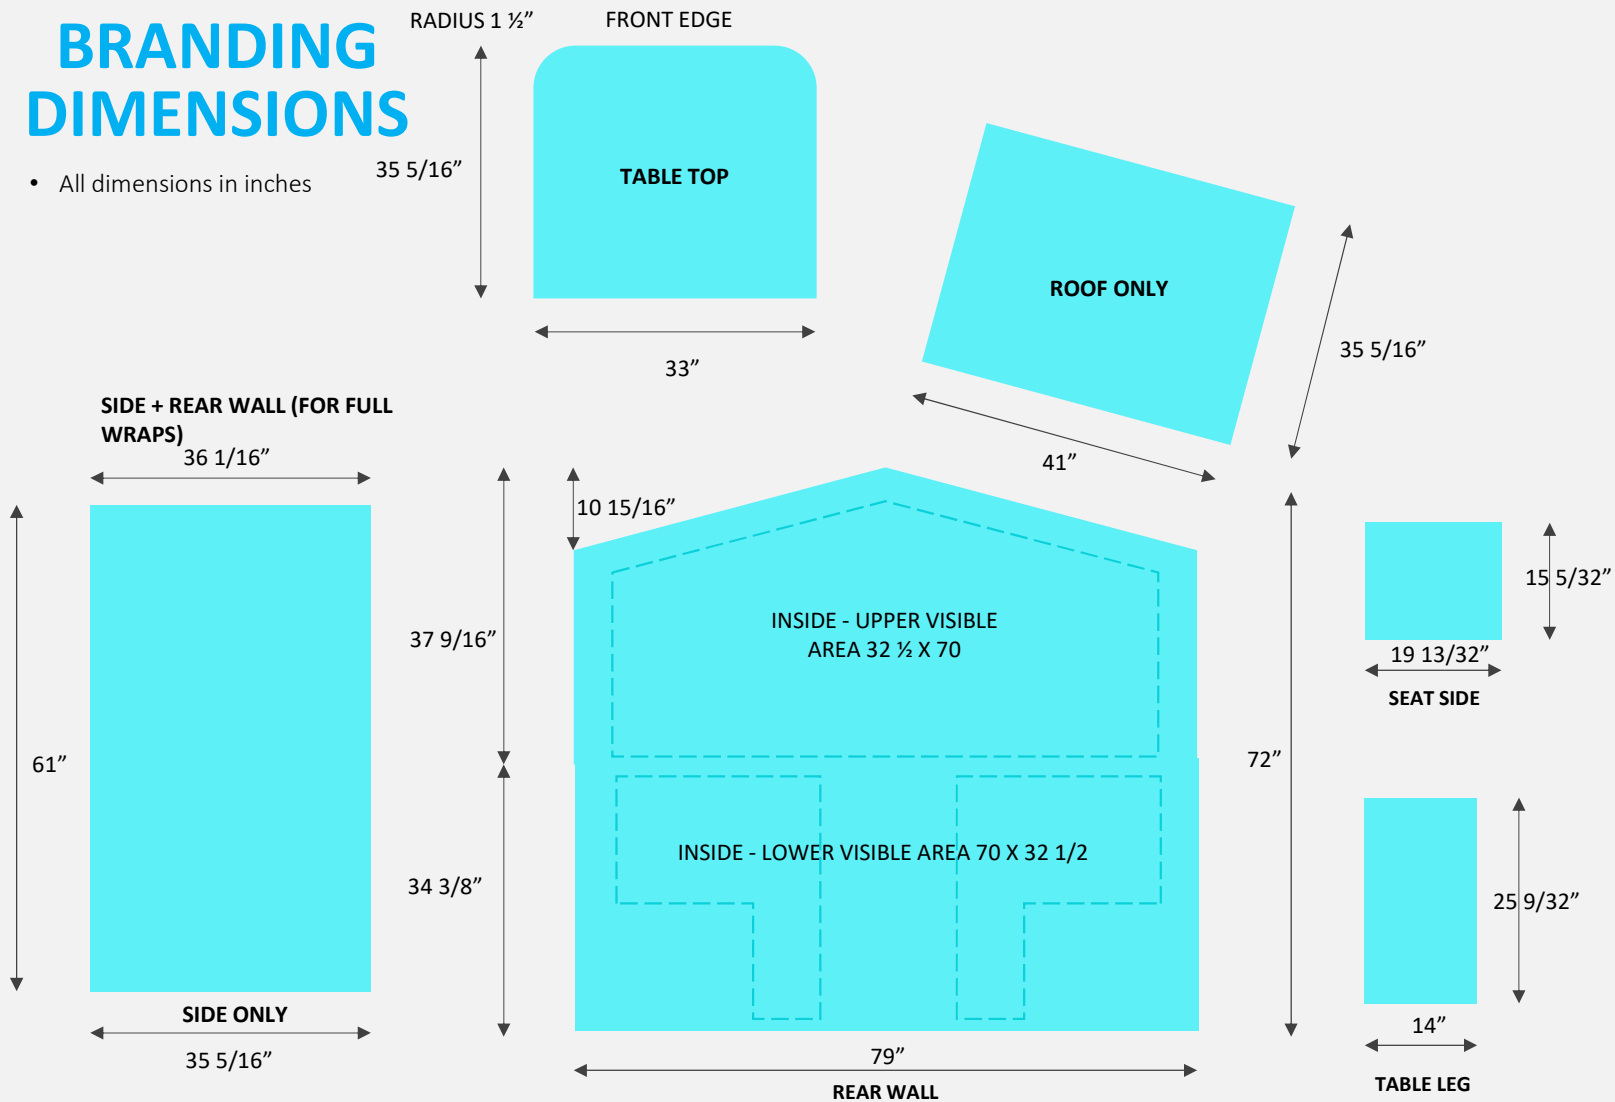 BRANDING
DIMENSIONS
• All dimensions in inches
RADIUS 1 ½”
FRONT EDGE
35 5/16”
TABLE TOP
33”
ROOF ONLY
35 5/16”
41”
SIDE + REAR WALL (FOR FULL
WRAPS)
36 1/16”
61”
SIDE ONLY
35 5/16”
10 15/16”
37 9/16”
INSIDE - UPPER VISIBLE
AREA 32 ½ X 70
34 3/8”
INSIDE - LOWER VISIBLE AREA 70 X 32 1/2
72”
79”
REAR WALL
15 5/32”
19 13/32”
SEAT SIDE
25 9/32”
14”
TABLE LEG